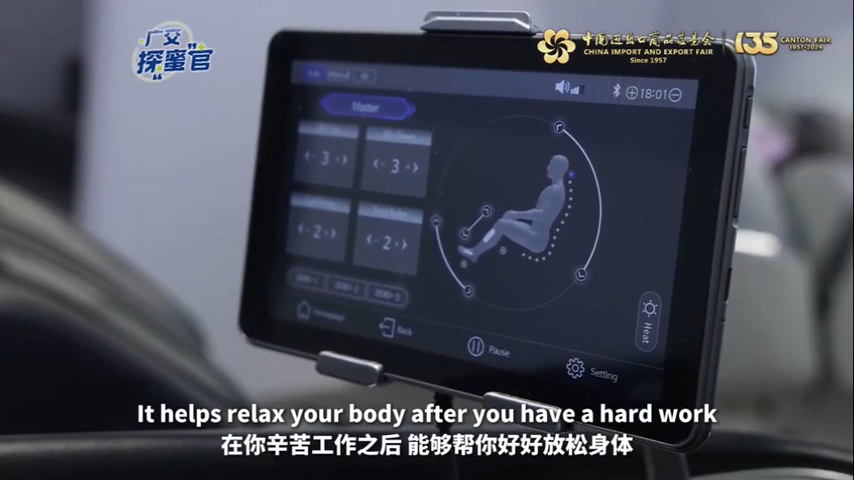 广交
探蜜官
中国进出口商品交易会
CHINA IMPORT AND EXPORT FAIR
Since 1957
135
CANTON FAIR
1957-2024
18:01
Master
3
3
2
2
Back
Pause
Setting
Heat
It helps relax your body after you have a hard work
在你辛苦工作之后 能够帮你好好放松身体